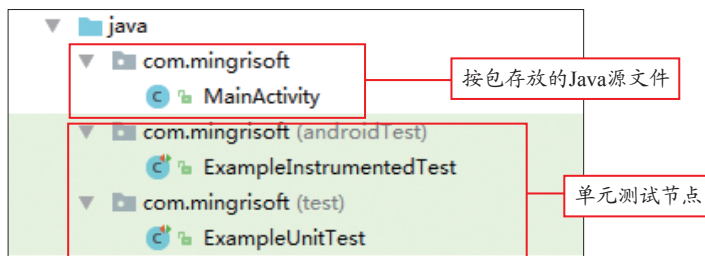 java
com.mingrisoft
MainActivity
按包存放的Java源文件
com.mingrisoft (androidTest)
ExampleInstrumentedTest
com.mingrisoft (test)
单元测试节点
ExampleUnitTest